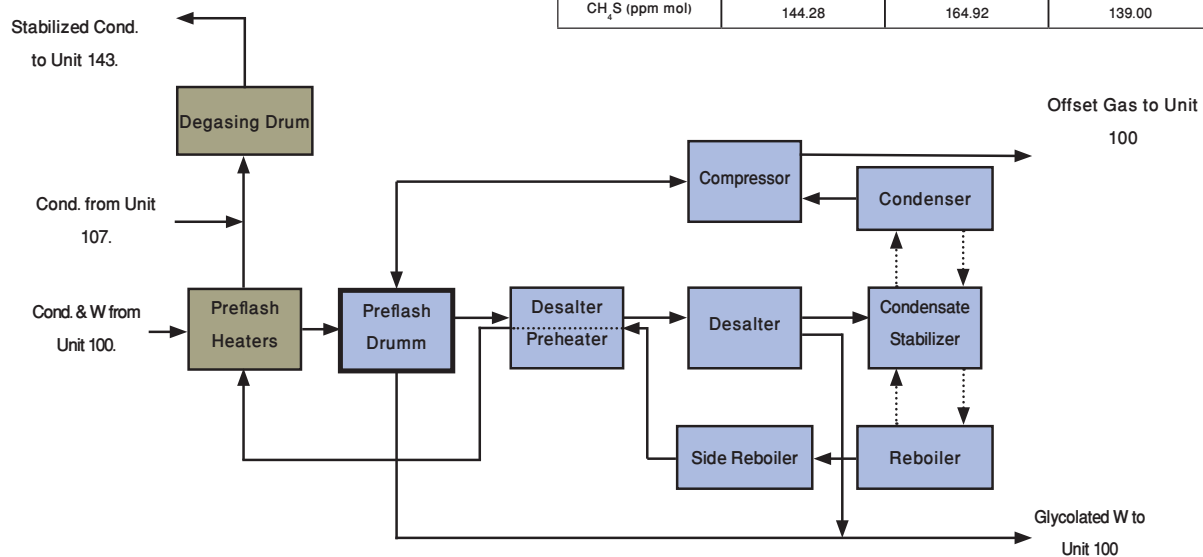 CH4S (ppm mol) 144.28 164.92 139.00
Stabilized Cond.
to Unit 143.
Degasing Drum
Offset Gas to Unit
100
Compressor
Condenser
Cond. from Unit
107.
Cond. & W from
Unit 100.
Preflash
Heaters
Preflash
Drumm
Desalter
Preheater
Desalter
Condensate
Stabilizer
Side Reboiler
Reboiler
Glycolated W to
Unit 100